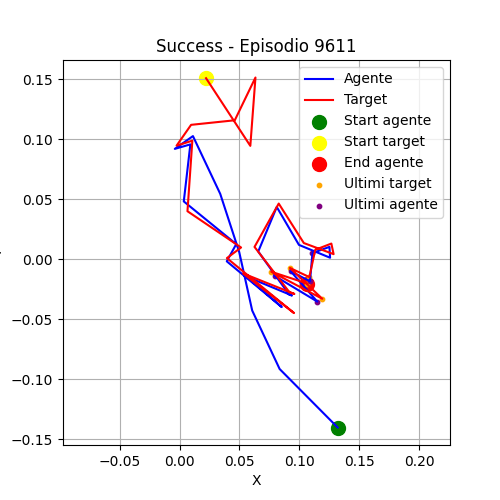 Success - Episodio 9611
Agente
Target
Start agente
Start target
End agente
Ultimi target
Ultimi agente
0.15
0.10
0.05
0.00
−0.05
−0.10
−0.15
−0.05
0.00
0.05
0.10
0.15
0.20
X